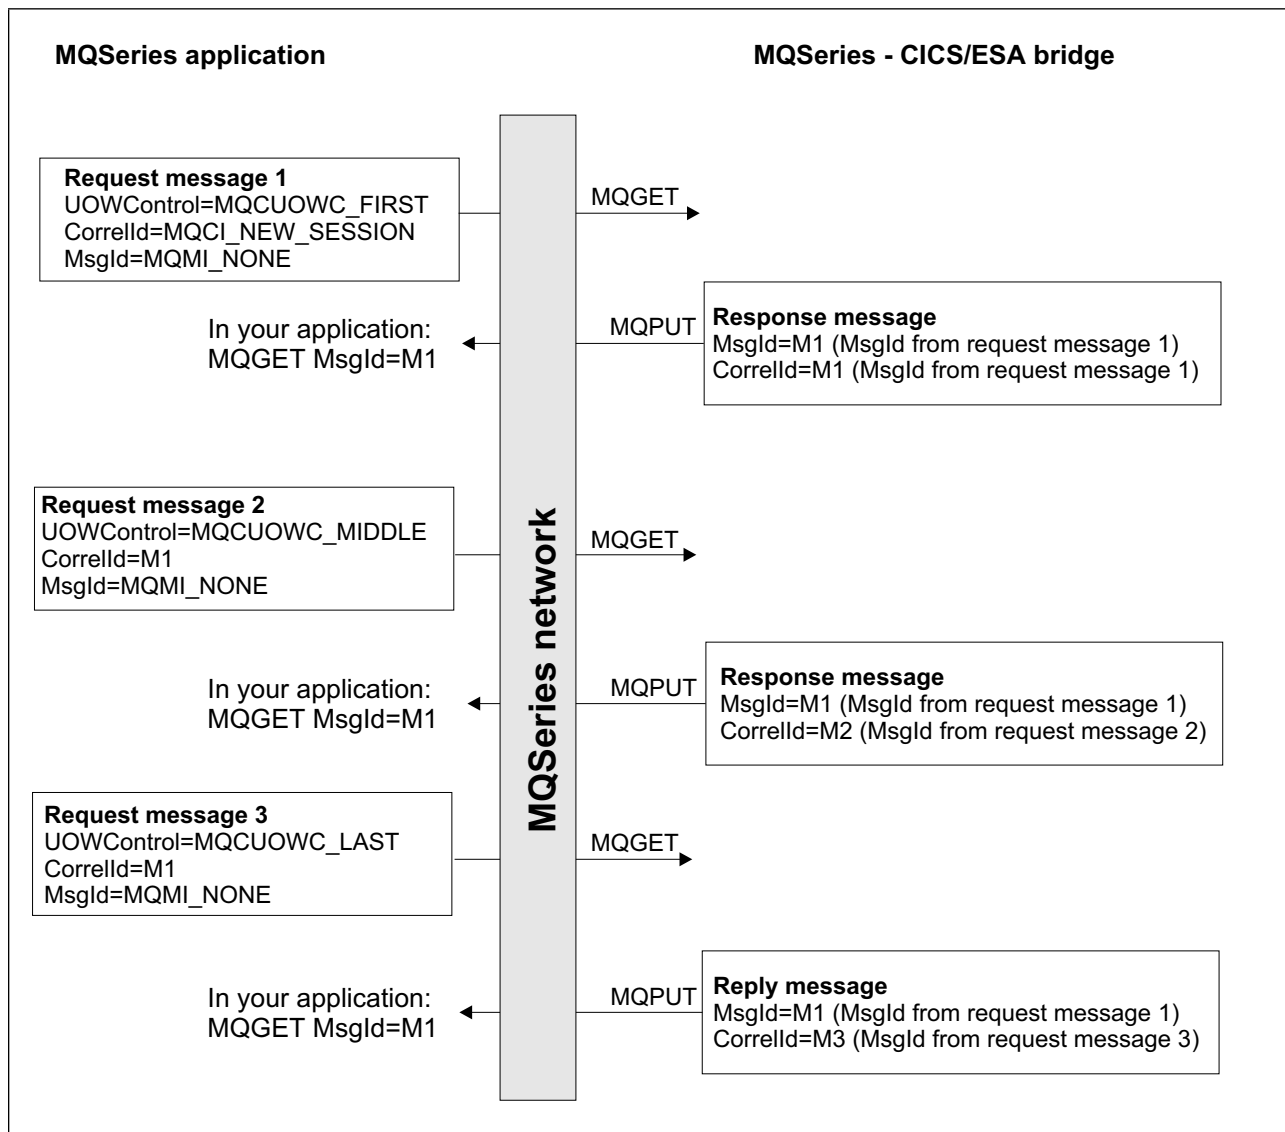 MQSeries application
MQSeries - CICS/ESA bridge
Request message 1
UOWControl=MQCUOWC_FIRST
CorrelId=MQCI_NEW_SESSION
MsgId=MQMI_NONE
MQGET
In your application:
MQGET MsgId=M1
MQPUT
Response message
MsgId=M1 (MsgId from request message 1)
CorrelId=M1 (MsgId from request message 1)
Request message 2
UOWControl=MQCUOWC_MIDDLE
CorrelId=M1
MsgId=MQMI_NONE
MQGET
MQSeries network
In your application:
MQGET MsgId=M1
MQPUT
Response message
MsgId=M1 (MsgId from request message 1)
CorrelId=M2 (MsgId from request message 2)
Request message 3
UOWControl=MQCUOWC_LAST
CorrelId=M1
MsgId=MQMI_NONE
MQGET
In your application:
MQGET MsgId=M1
MQPUT
Reply message
MsgId=M1 (MsgId from request message 1)
CorrelId=M3 (MsgId from request message 3)